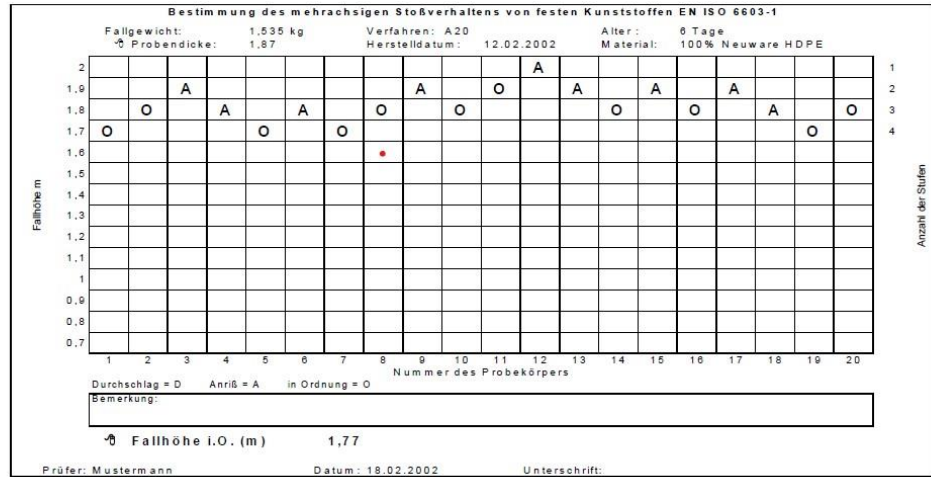 Bestimmung des mehrachsigen Stoßverhaltens von festen Kunststoffen EN ISO 6603-1
Fallgewicht: 1,535 kg Verfahren: A20 Alter: 6 Tage
Probendicke: 1,87 Herstelldatum: 12.02.2002 Material: 100% Neuware HDPE
Fallhöhe m
Anzahl der Stufen
2 A 1
1,9 A A O A A A 2
1,8 O A A O O O O A O 3
1,7 O O O O 4
1,6
1,5
1,4
1,3
1,2
1,1
1
0,9
0,8
0,7
1 2 3 4 5 6 7 8 9 10 11 12 13 14 15 16 17 18 19 20
Nummer des Probekörpers
Durchschlag = D Anriß = A in Ordnung = O
Bemerkung:
Fallhöhe i.O. (m) 1,77
Prüfer: Mustermann Datum: 18.02.2002 Unterschrift: